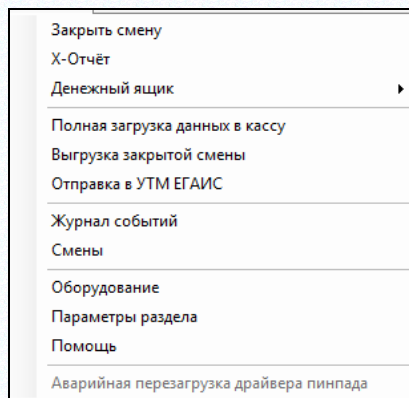 Закрыть смену
Х-Отчёт
Денежный ящик
Полная загрузка данных в кассу
Выгрузка закрытой смены
Отправка в УТМ ЕГАИС
Журнал событий
Смены
Оборудование
Параметры раздела
Помощь
Аварийная перезагрузка драйвера пинпада